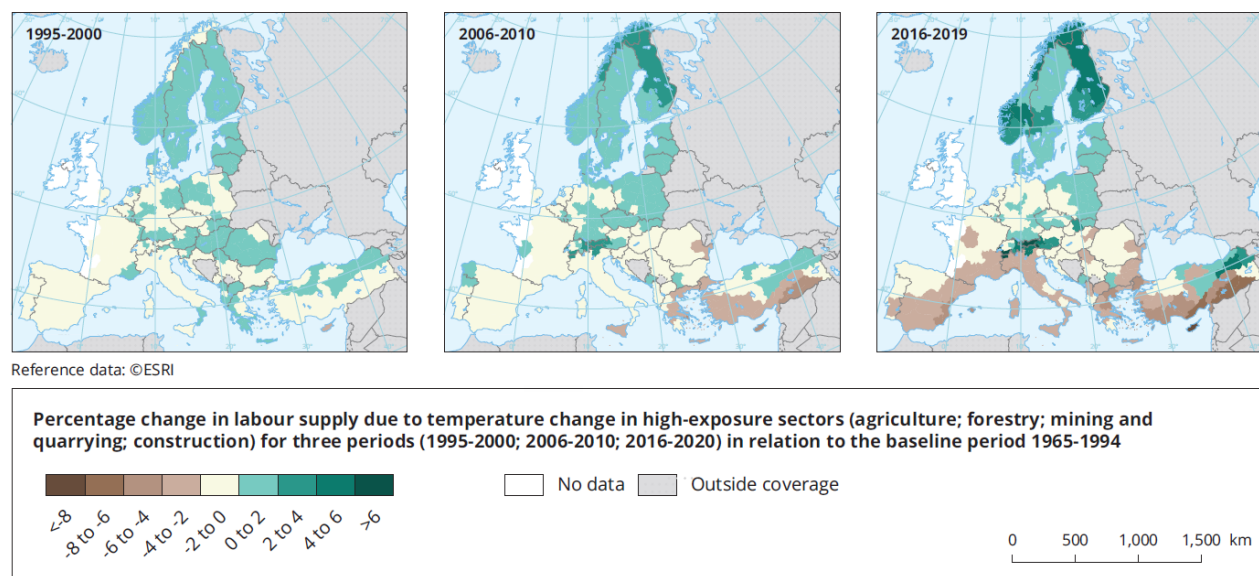 1995-2000
2006-2010
2016-2019
Reference data: ©ESRI
Percentage change in labour supply due to temperature change in high-exposure sectors (agriculture; forestry; mining and
quarrying; construction) for three periods (1995-2000; 2006-2010; 2016-2020) in relation to the baseline period 1965-1994
<-8
-8 to -6
-6 to -4
-4 to -2
-2 to 0
0 to 2
2 to 4
4 to 6
>6
No data
Outside coverage
0 500 1,000 1,500 km